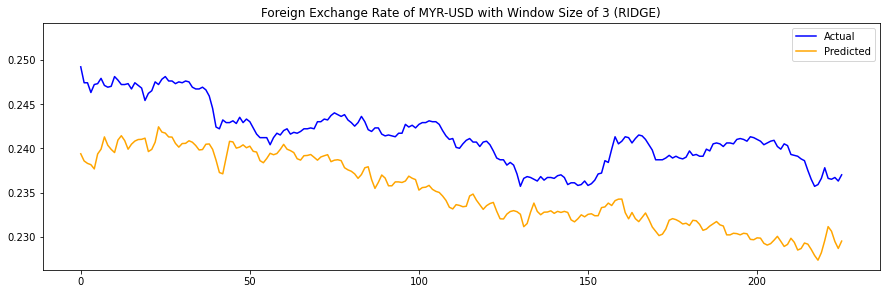 Foreign Exchange Rate of MYR-USD with Window Size of 3 (RIDGE)
Actual
Predicted
0.250
0.245
0.240
0.235
0.230
0 50 100 150 200